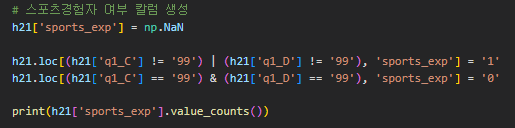 # 스포츠경험자 여부 칼럼 생성
h21['sports_exp'] = np.NaN
h21.loc[(h21['q1_C'] != '99') | (h21['q1_D'] != '99'), 'sports_exp'] = '1'
h21.loc[(h21['q1_C'] == '99') & (h21['q1_D'] == '99'), 'sports_exp'] = '0'
print(h21['sports_exp'].value_counts())